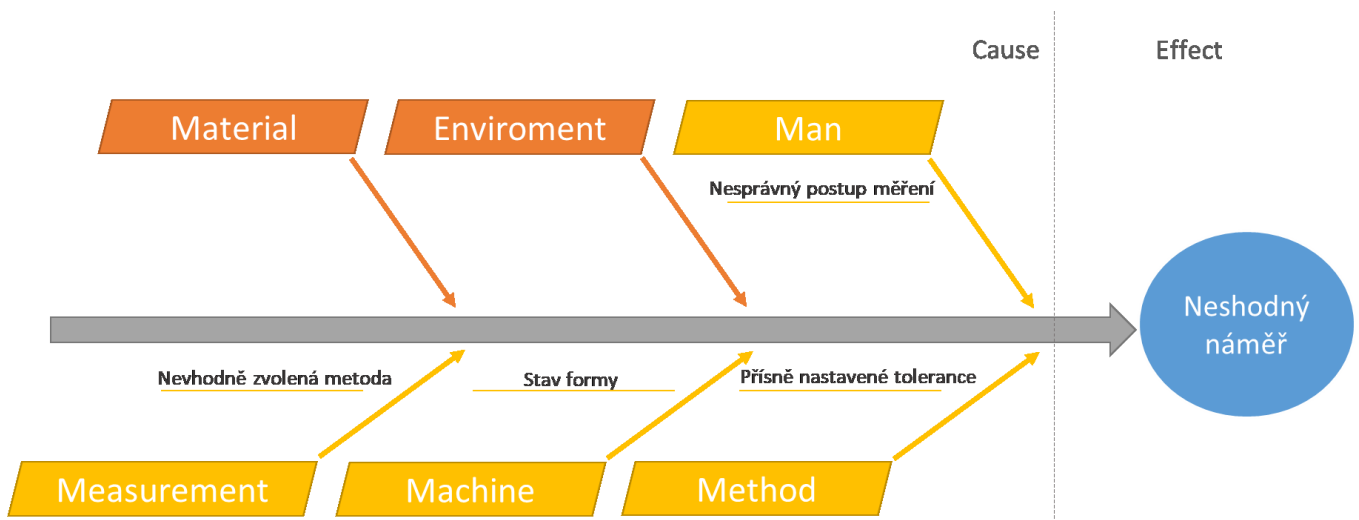 Cause
Effect
Material
Enviroment
Man
Nesprávný postup měření
Neshodný
náměř
Nevhodně zvolená metoda
Stav formy
Přísně nastavené tolerance
Measurement
Machine
Method